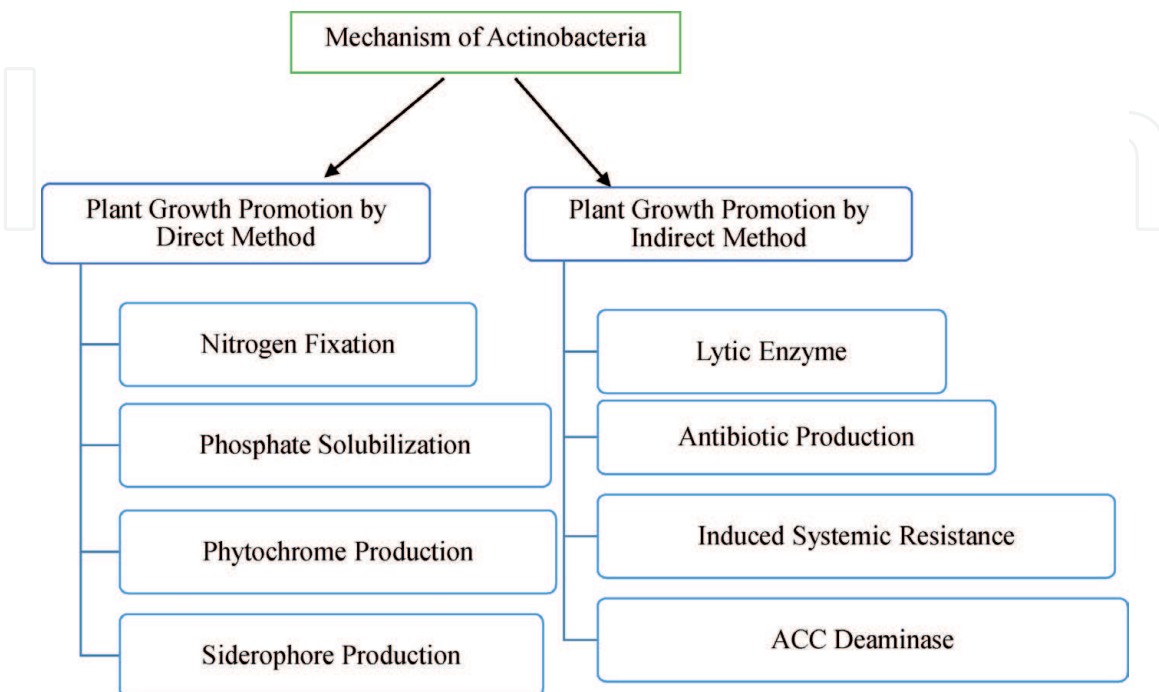 Mechanism of Actinobacteria
Plant Growth Promotion by
Direct Method
Nitrogen Fixation
Phosphate Solubilization
Phytochrome Production
Siderophore Production
Plant Growth Promotion by
Indirect Method
Lytic Enzyme
Antibiotic Production
Induced Systemic Resistance
ACC Deaminase